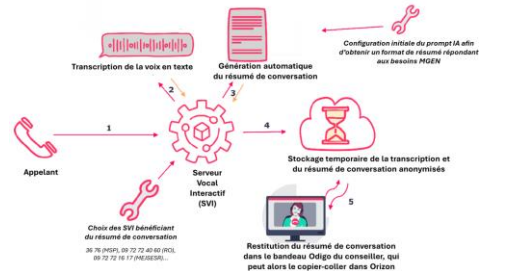 Configuration initiale du prompt IA afin
d'obtenir un format de résumé répondant
aux besoins MGEN
Transcription de la voix en texte
Génération automatique
du résumé de conversation
2
3
1
4
Appelant
Serveur
Vocal
Interactif
(SVI)
Stockage temporaire de la transcription et
du résumé de conversation anonymisés
5
Choix des SVI bénéficiant
du résumé de conversation
36 76 (MSP), 09 72 72 40 60 (ROL
09 72 72 16 17 (MEJSESR)...
Restitution du résumé de conversation
dans le bandeau Odigo du conseiller, qui
peut alors le copier-coller dans Orizon